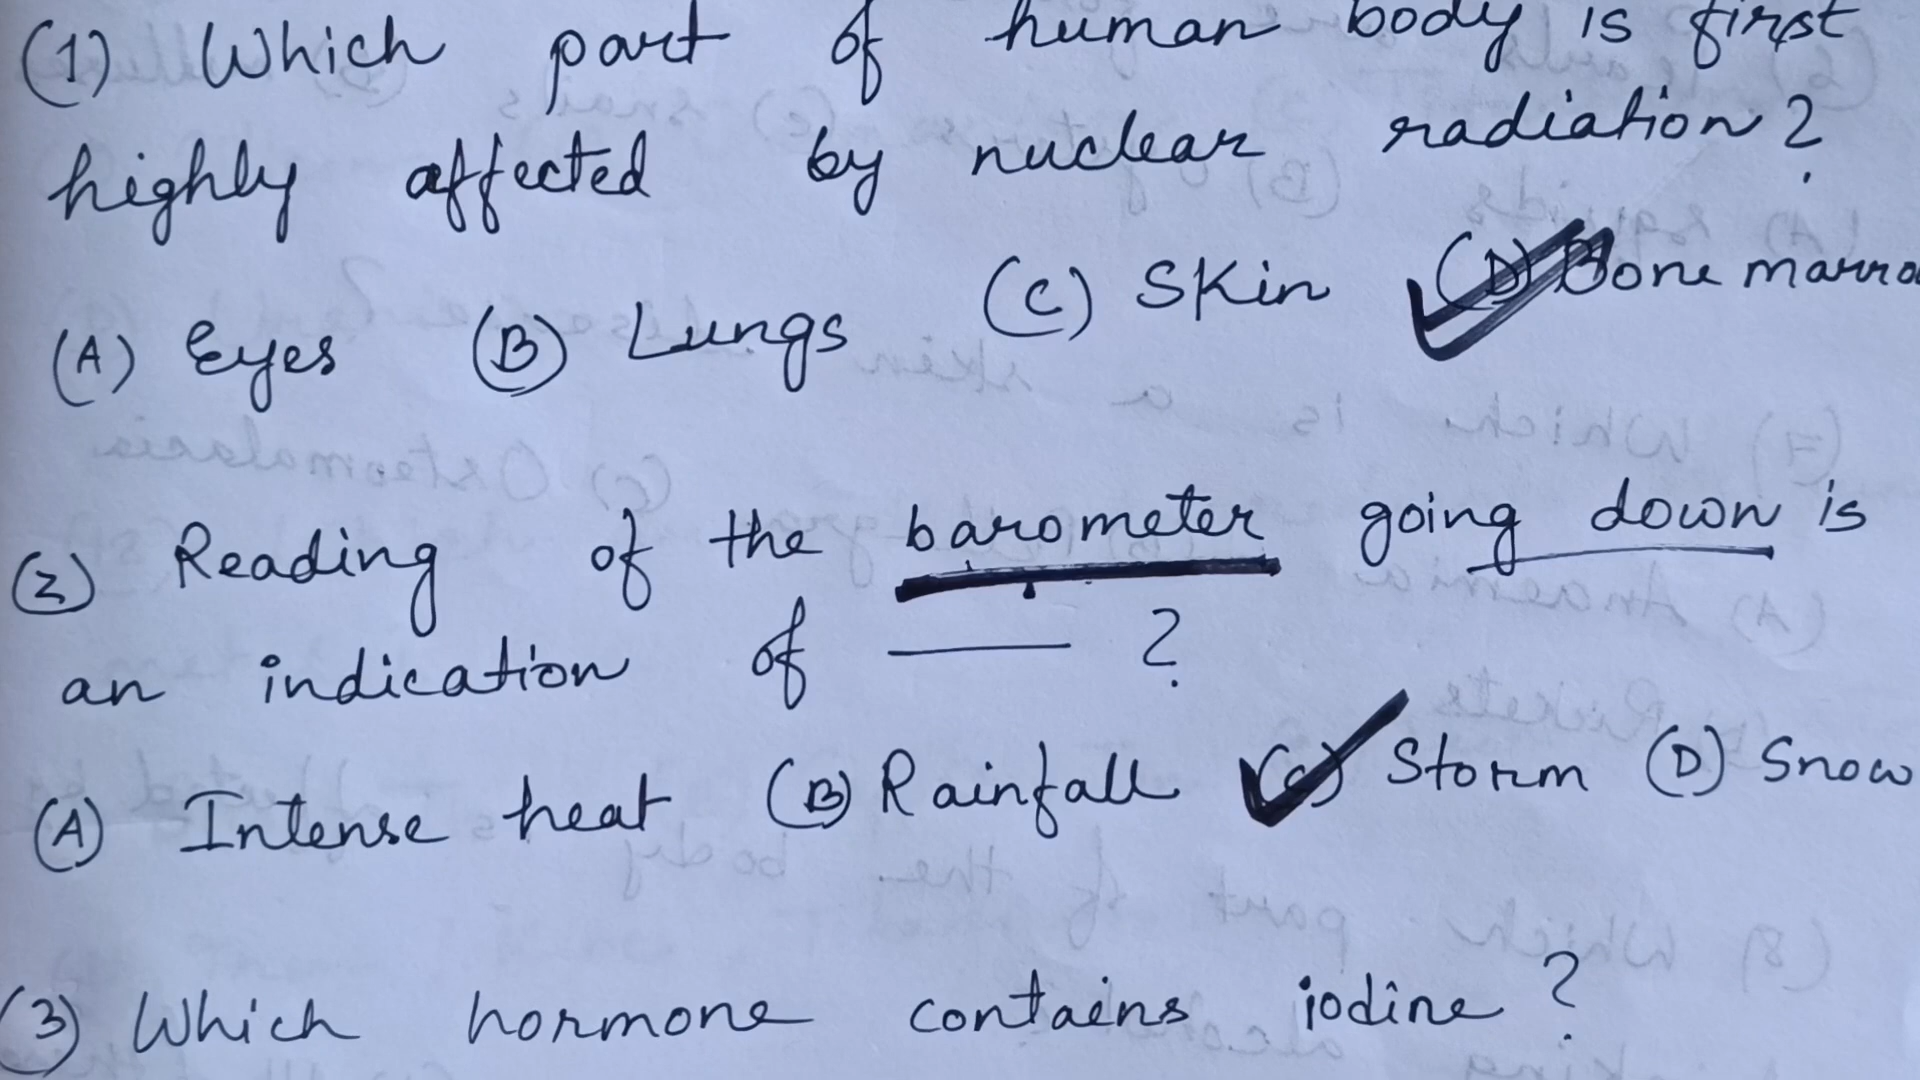 (1) Which part of human body is first
highly affected by nuclear radiation?
(A) Eyes (B) Lungs (C) Skin (D) Bone marro
(2) Reading of the barometer going down is
an indication of ——— ?
(A) Intense heat (B) Rainfall (C) Storm (D) Snow
(3) Which hormone contains iodine ?